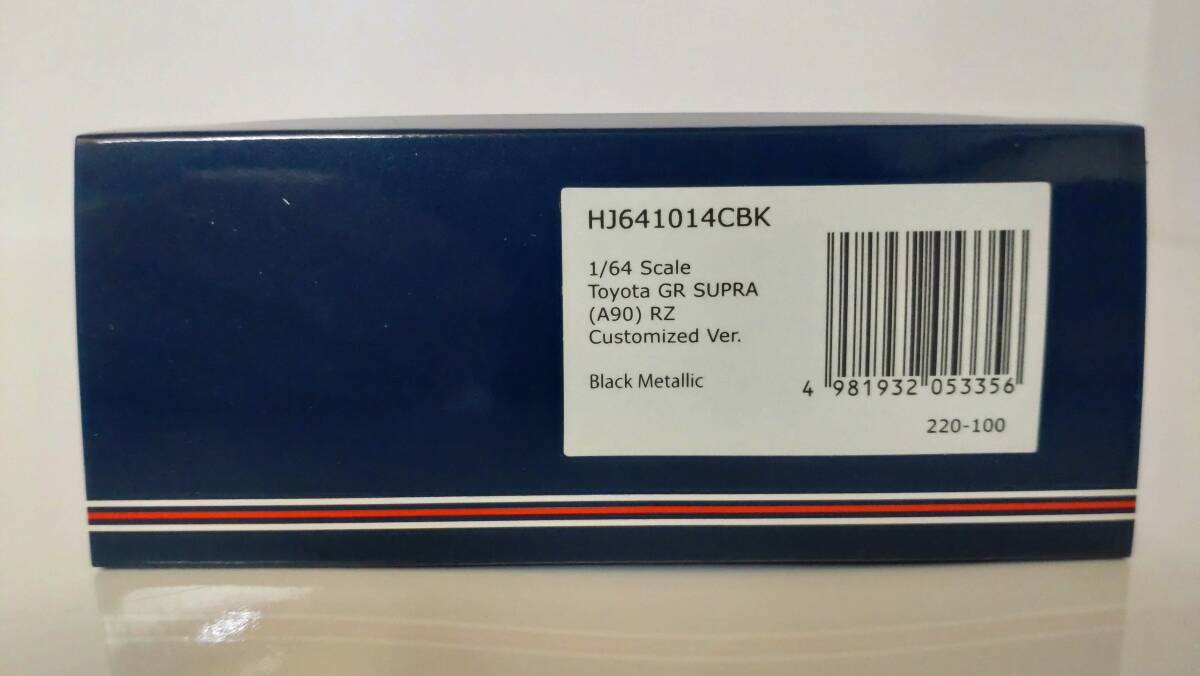 HJ641014CBK
1/64 Scale
Toyota GR SUPRA
(A90) RZ
Customized Ver.
Black Metallic
4 981932 053356
220-100